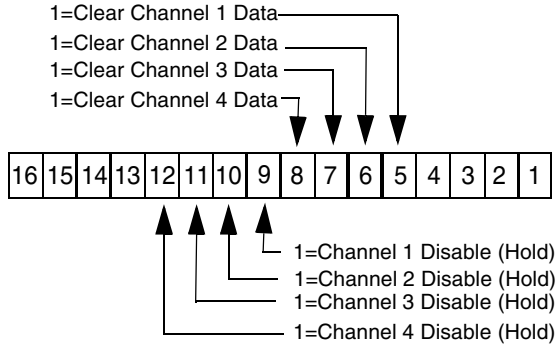 1=Clear Channel 1 Data
1=Clear Channel 2 Data
1=Clear Channel 3 Data
1=Clear Channel 4 Data
16 15 14 13 12 11 10 9 8 7 6 5 4 3 2 1
1=Channel 1 Disable (Hold)
1=Channel 2 Disable (Hold)
1=Channel 3 Disable (Hold)
1=Channel 4 Disable (Hold)